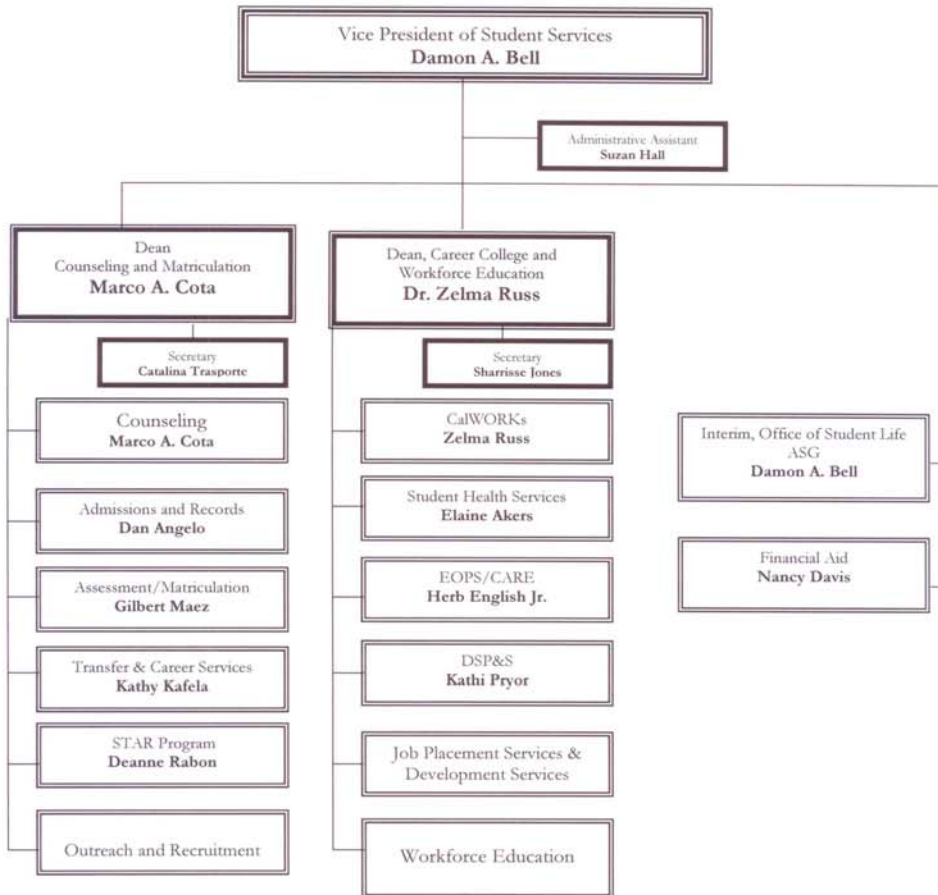 Vice President of Student Services
Damon A. Bell
Administrative Assistant
Suzan Hall
Dean
Counseling and Matriculation
Marco A. Cota
Secretary
Catalina Trasporte
Counseling
Marco A. Cota
Admissions and Records
Dan Angelo
Assessment/Matriculation
Gilbert Maez
Transfer & Career Services
Kathy Kafela
STAR Program
Deanne Rabon
Outreach and Recruitment
Dean, Career College and
Workforce Education
Dr. Zelma Russ
Secretary
Sharrisse Jones
CalWORKs
Zelma Russ
Student Health Services
Elaine Akers
EOPS/CARE
Herb English Jr.
DSP&S
Kathi Pryor
Job Placement Services &
Development Services
Workforce Education
Interim, Office of Student Life
ASG
Damon A. Bell
Financial Aid
Nancy Davis